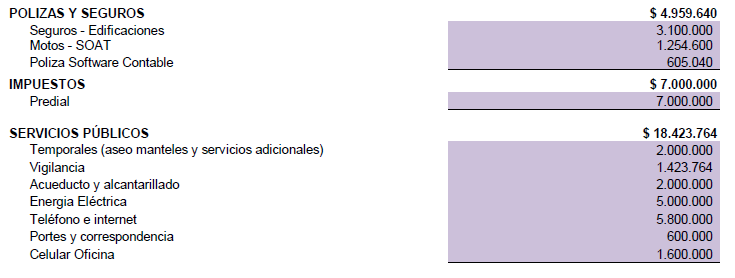 POLIZAS Y SEGUROS $ 4.959.640
Seguros - Edificaciones 3.100.000
Motos - SOAT 1.254.600
Poliza Software Contable 605.040
IMPUESTOS $ 7.000.000
Predial 7.000.000
SERVICIOS PÚBLICOS $ 18.423.764
Temporales (aseo manteles y servicios adicionales) 2.000.000
Vigilancia 1.423.764
Acueducto y alcantarillado 2.000.000
Energia Eléctrica 5.000.000
Teléfono e internet 5.800.000
Portes y correspondencia 600.000
Celular Oficina 1.600.000